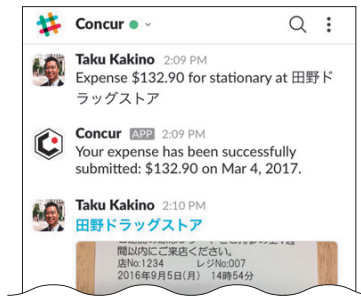 Concur
Taku Kakino 2:09 PM
Expense $132.90 for stationary at 田野ド
ラッグストア
Concur APP 2:09 PM
Your expense has been successfully
submitted: $132.90 on Mar 4, 2017.
Taku Kakino 2:10 PM
田野ドラッグストア
間以内にご来店ください。
店No:1234 レジNo:007
2016年9月5日(月) 14時54分